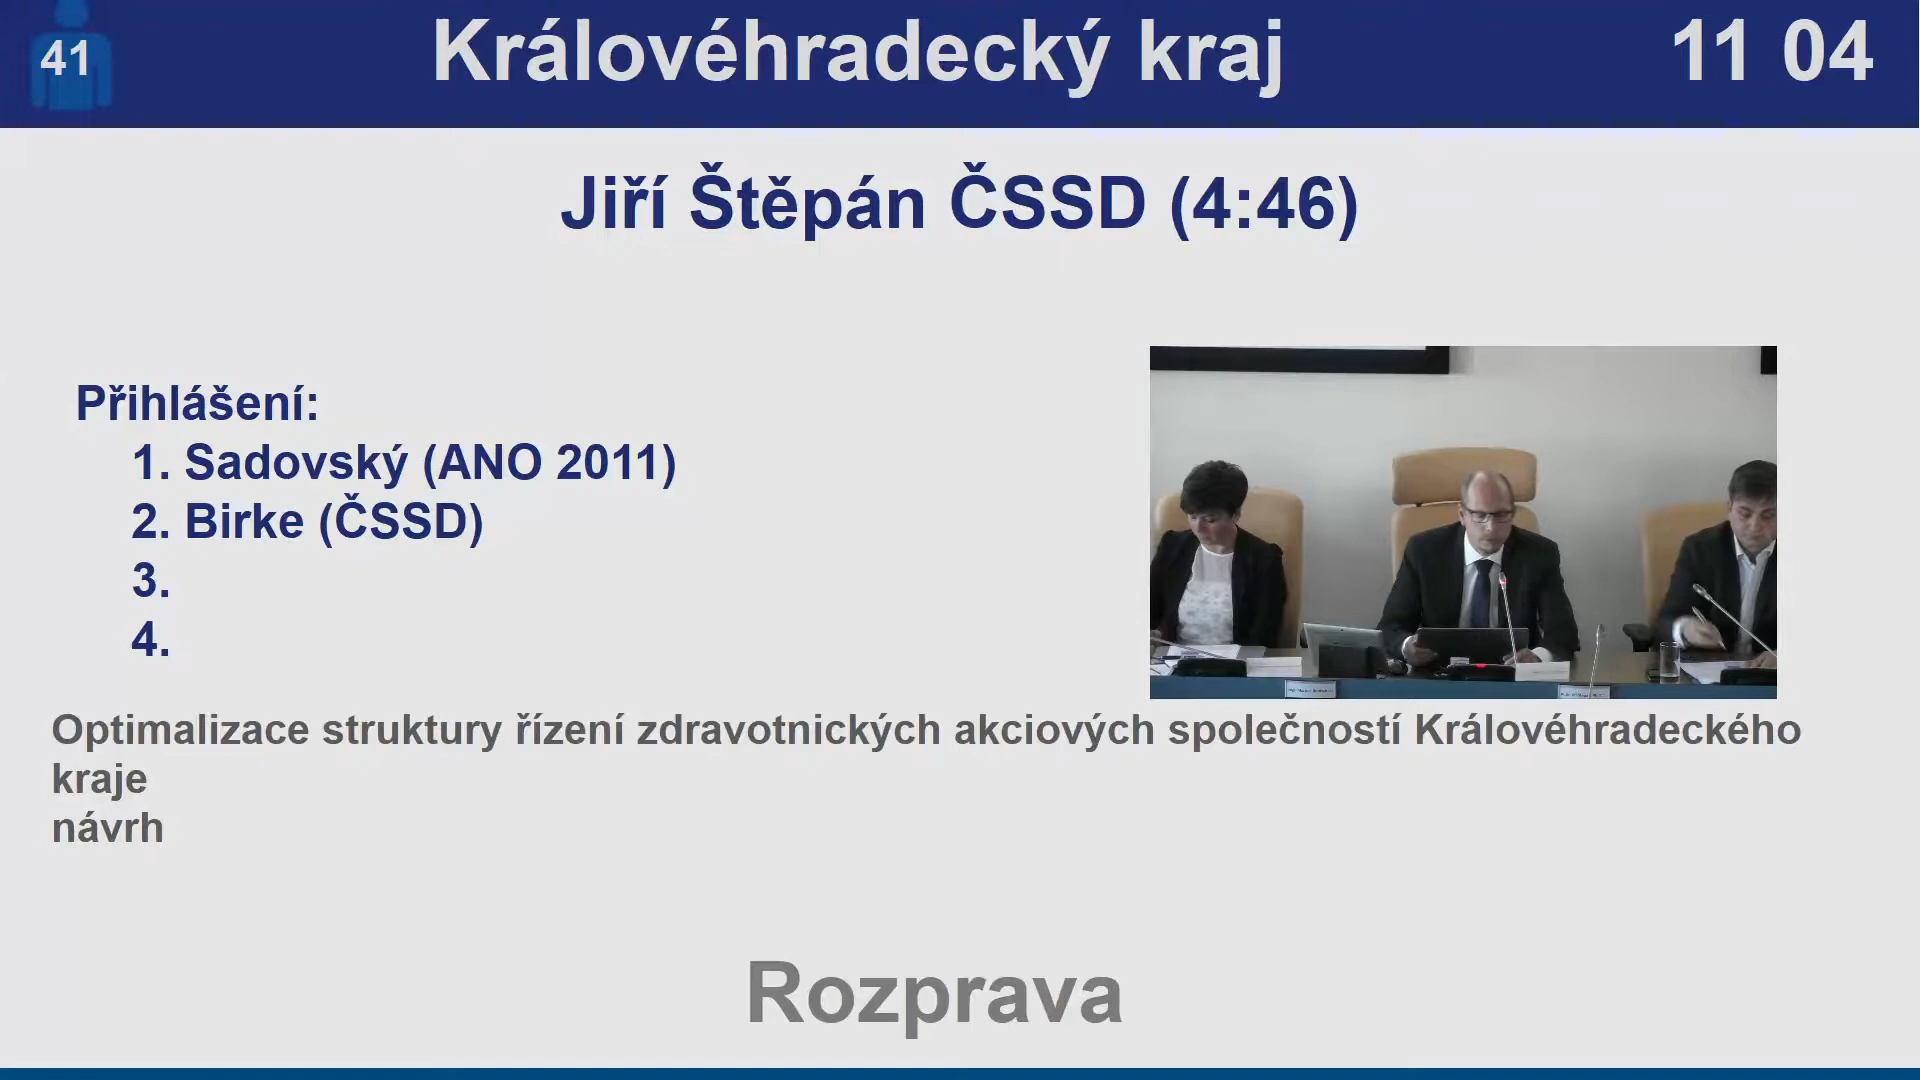 41
Královéhradecký kraj
11 04
Jiří Štěpán ČSSD (4:46)
Přihlášení:
1. Sadovský (ANO 2011)
2. Birke (ČSSD)
3.
4.
Optimalizace struktury řízení zdravotnických akciových společností Královéhradeckého
kraje
návrh
Rozprava